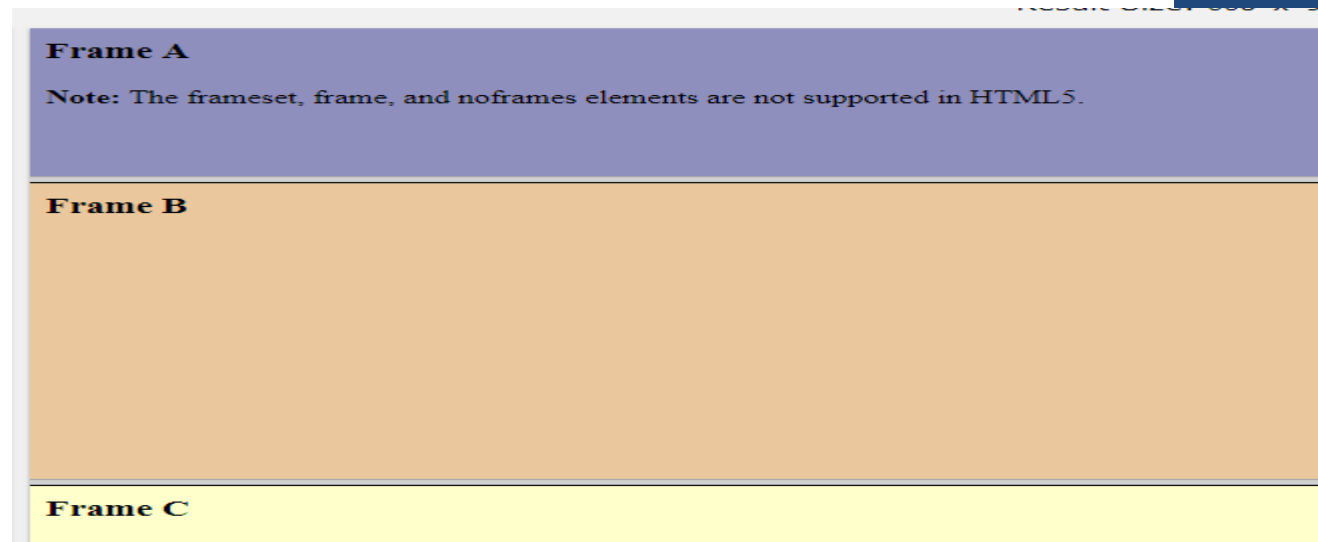 Frame A
Note: The frameset, frame, and noframes elements are not supported in HTML5.
Frame B
Frame C